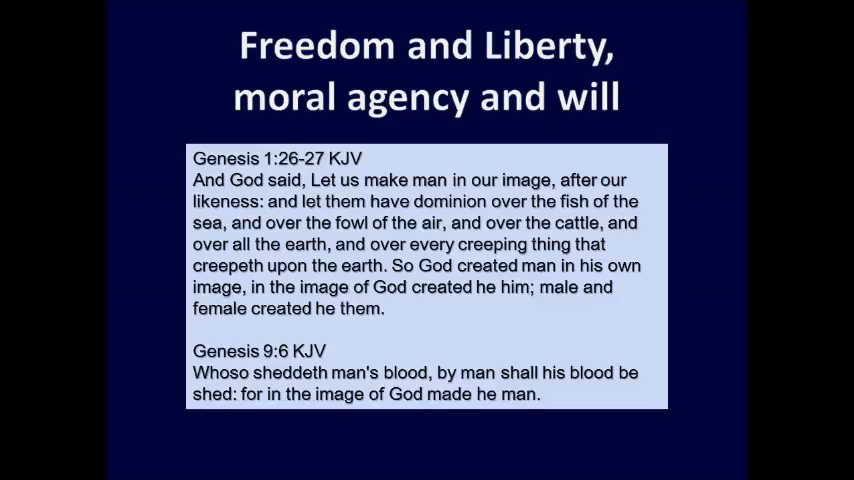 Freedom and Liberty,
moral agency and will
Genesis 1:26-27 KJV
And God said, Let us make man in our image, after our
likeness: and let them have dominion over the fish of the
sea, and over the fowl of the air, and over the cattle, and
over all the earth, and over every creeping thing that
creepeth upon the earth. So God created man in his own
image, in the image of God created he him; male and
female created he them.
Genesis 9:6 KJV
Whoso sheddeth man's blood, by man shall his blood be
shed: for in the image of God made he man.